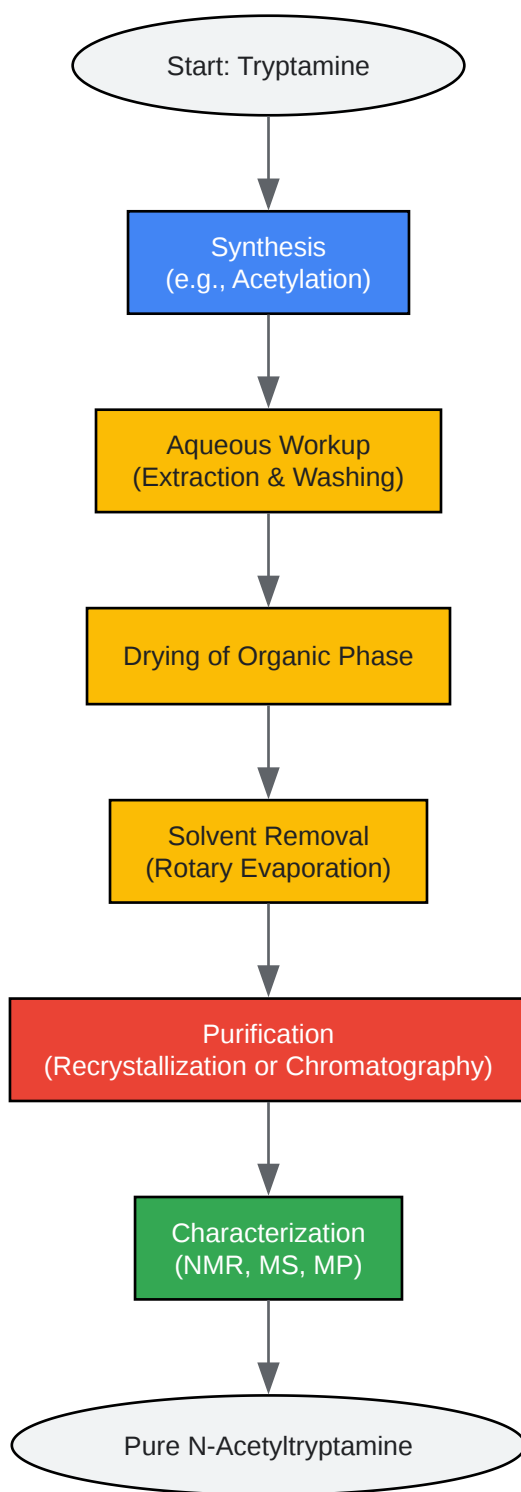 Start: Tryptamine
Synthesis
(e.g., Acetylation)
Aqueous Workup
(Extraction & Washing)
Drying of Organic Phase
Solvent Removal
(Rotary Evaporation)
Purification
(Recrystallization or Chromatography)
Characterization
(NMR, MS, MP)
Pure N-Acetyltryptamine